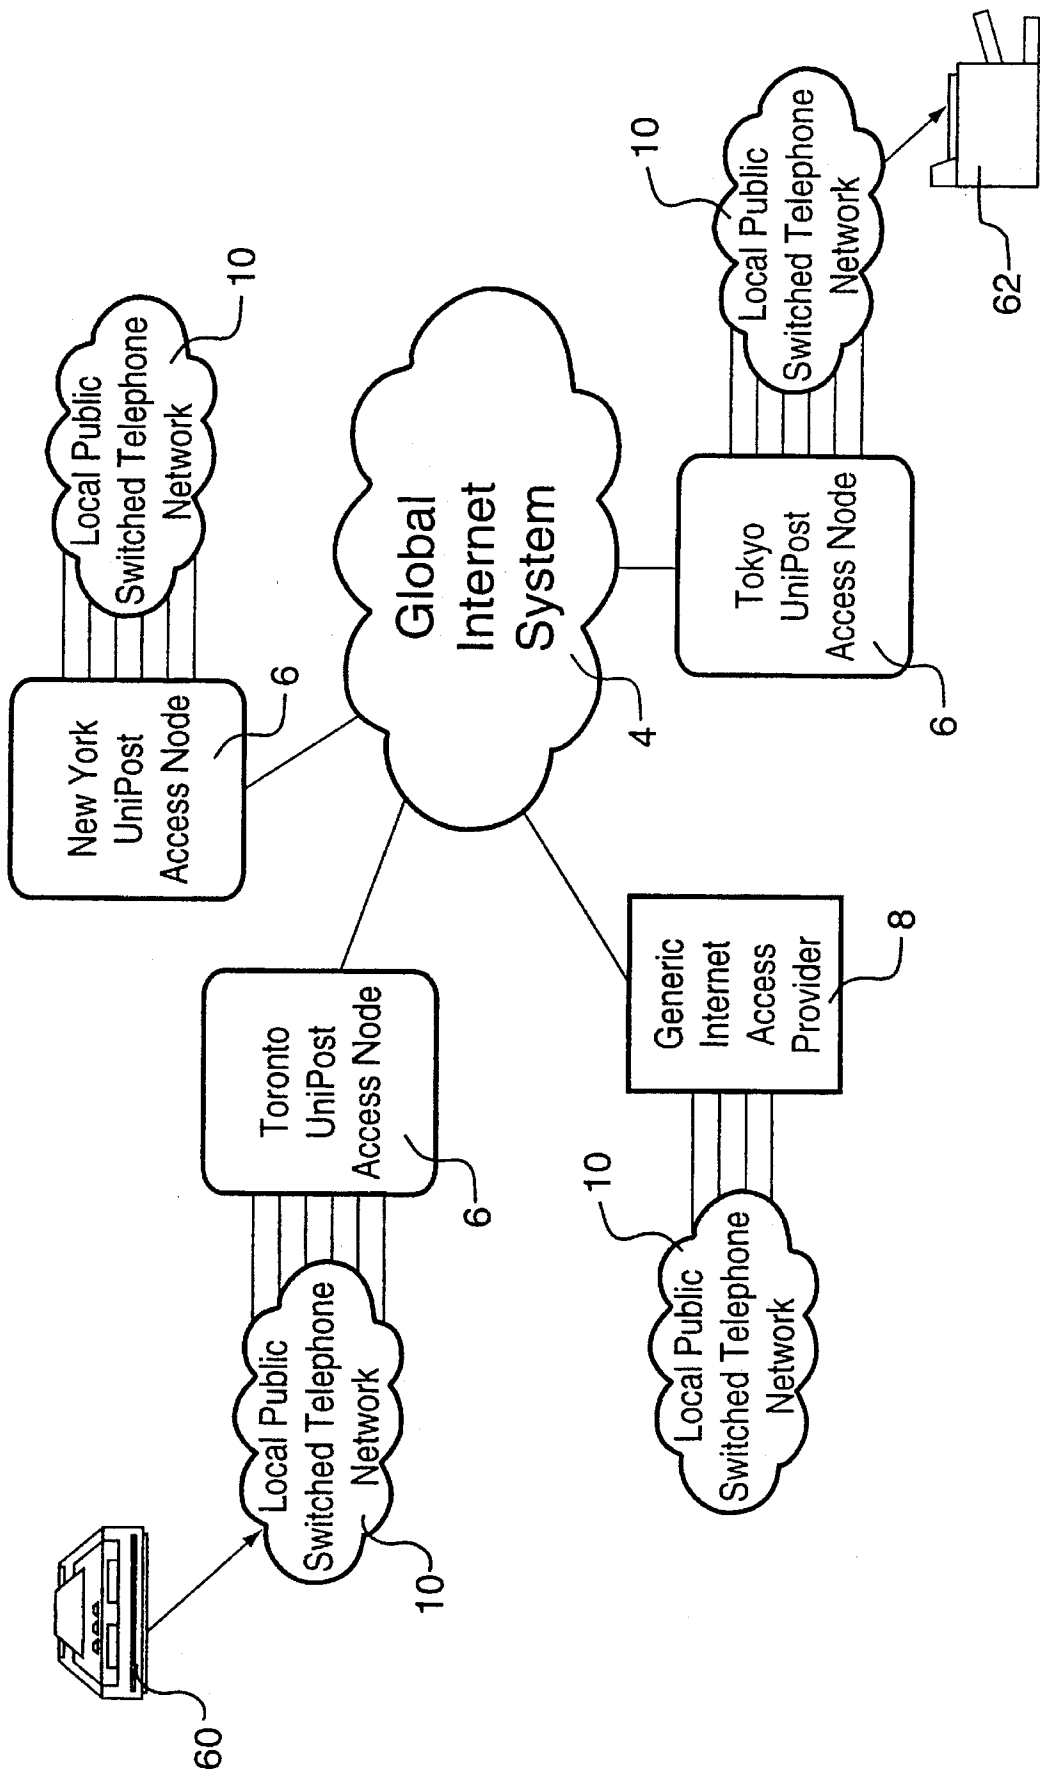 60
Local Public
Switched Telephone
Network
10
Toronto
UniPost
Access Node
6
New York
UniPost
Access Node
6
Local Public
Switched Telephone
Network
10
Global
Internet
System
4
Local Public
Switched Telephone
Network
10
Generic
Internet
Access
Provider
8
Tokyo
UniPost
Access Node
6
Local Public
Switched Telephone
Network
10
62